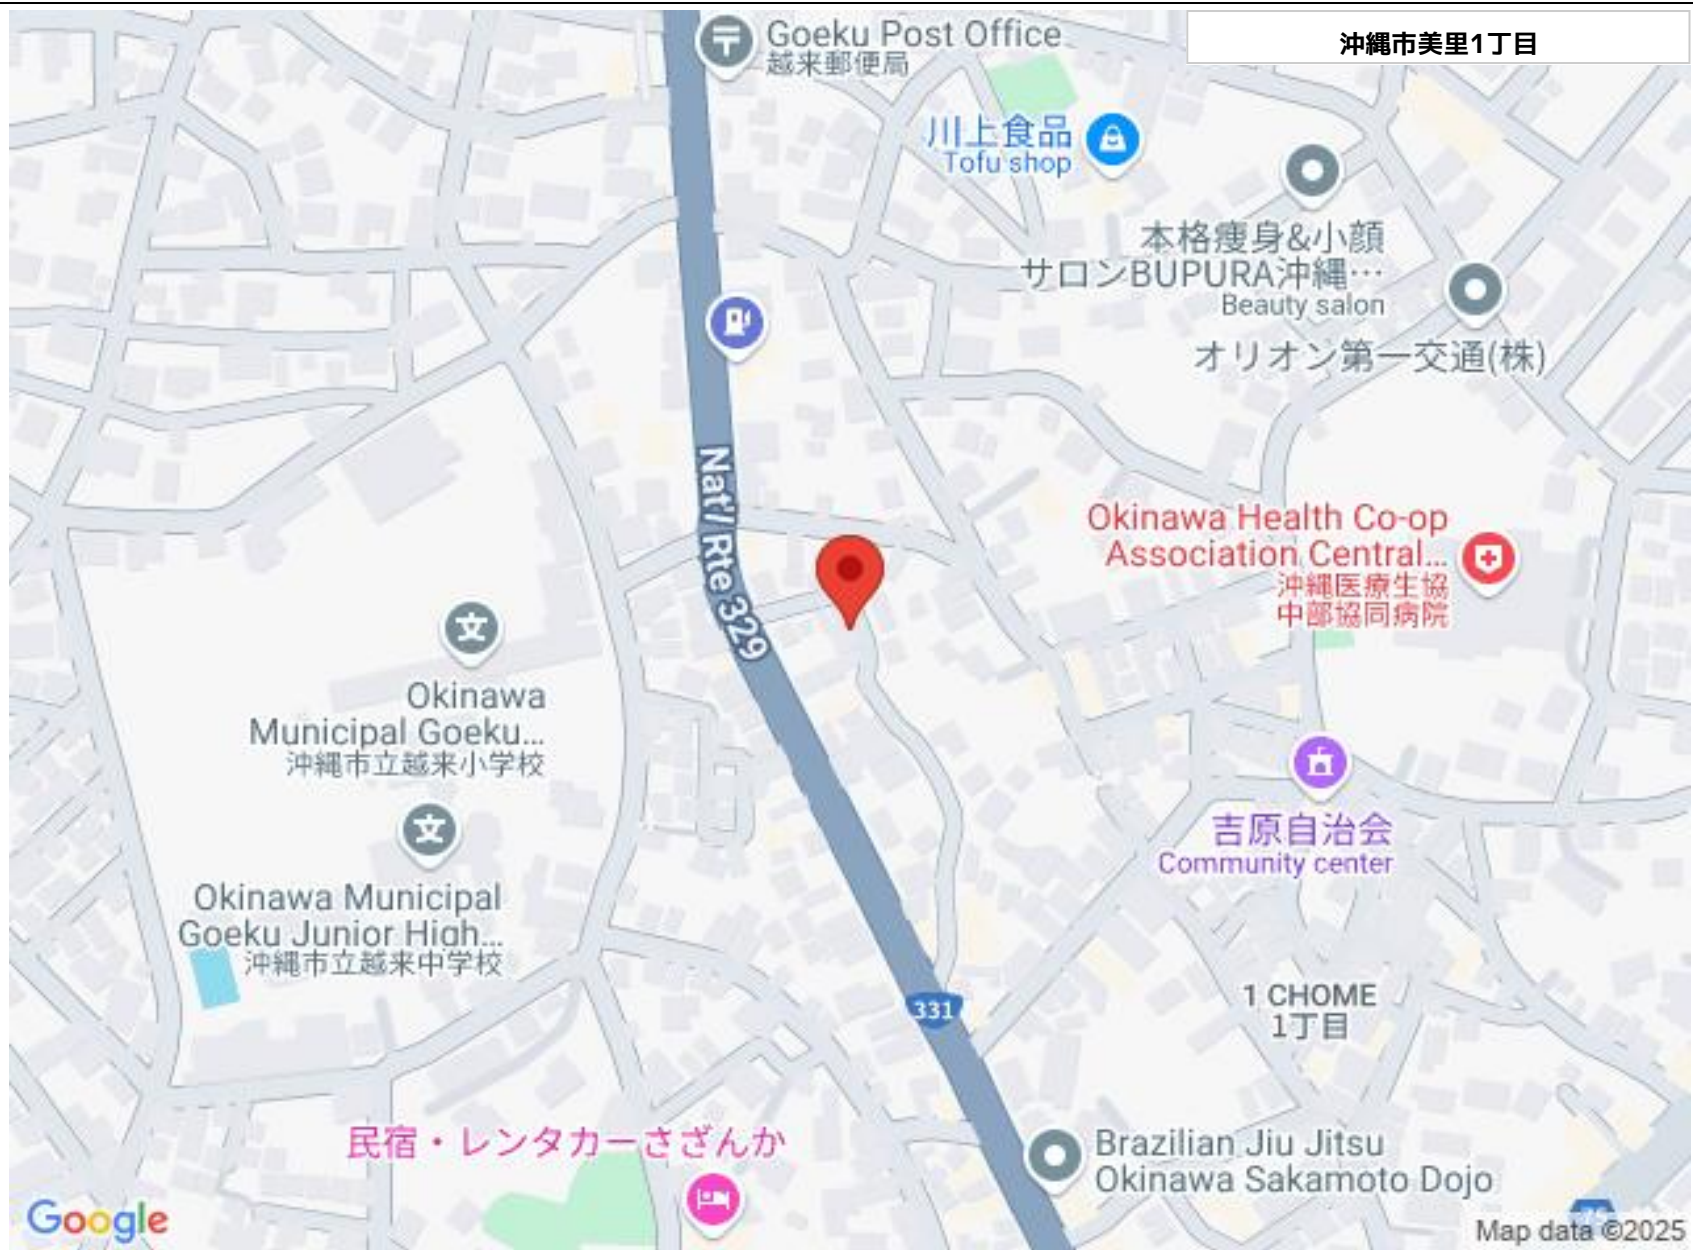 Goeku Post Office
越来郵便局
沖縄市美里1丁目
川上食品
Tofu shop
本格痩身&小顔
サロンBUPURA沖縄…
Beauty salon
オリオン第一交通(株)
Nat'l Rte 329
Okinawa Health Co-op
Association Central...
沖縄医療生協
中部協同病院
Okinawa
Municipal Goeku...
沖縄市立越来小学校
吉原自治会
Community center
Okinawa Municipal
Goeku Junior High...
沖縄市立越来中学校
331
1 CHOME
1丁目
民宿・レンタカーさざんか
Brazilian Jiu Jitsu
Okinawa Sakamoto Dojo
Google
Map data ©2025